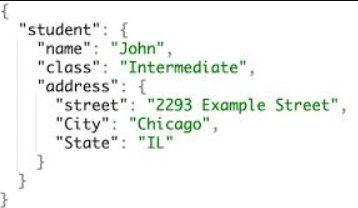 {
  "student": {
    "name": "John",
    "class": "Intermediate",
    "address": {
      "street": "2293 Example Street",
      "City": "Chicago",
      "State": "IL"
    }
  }
}